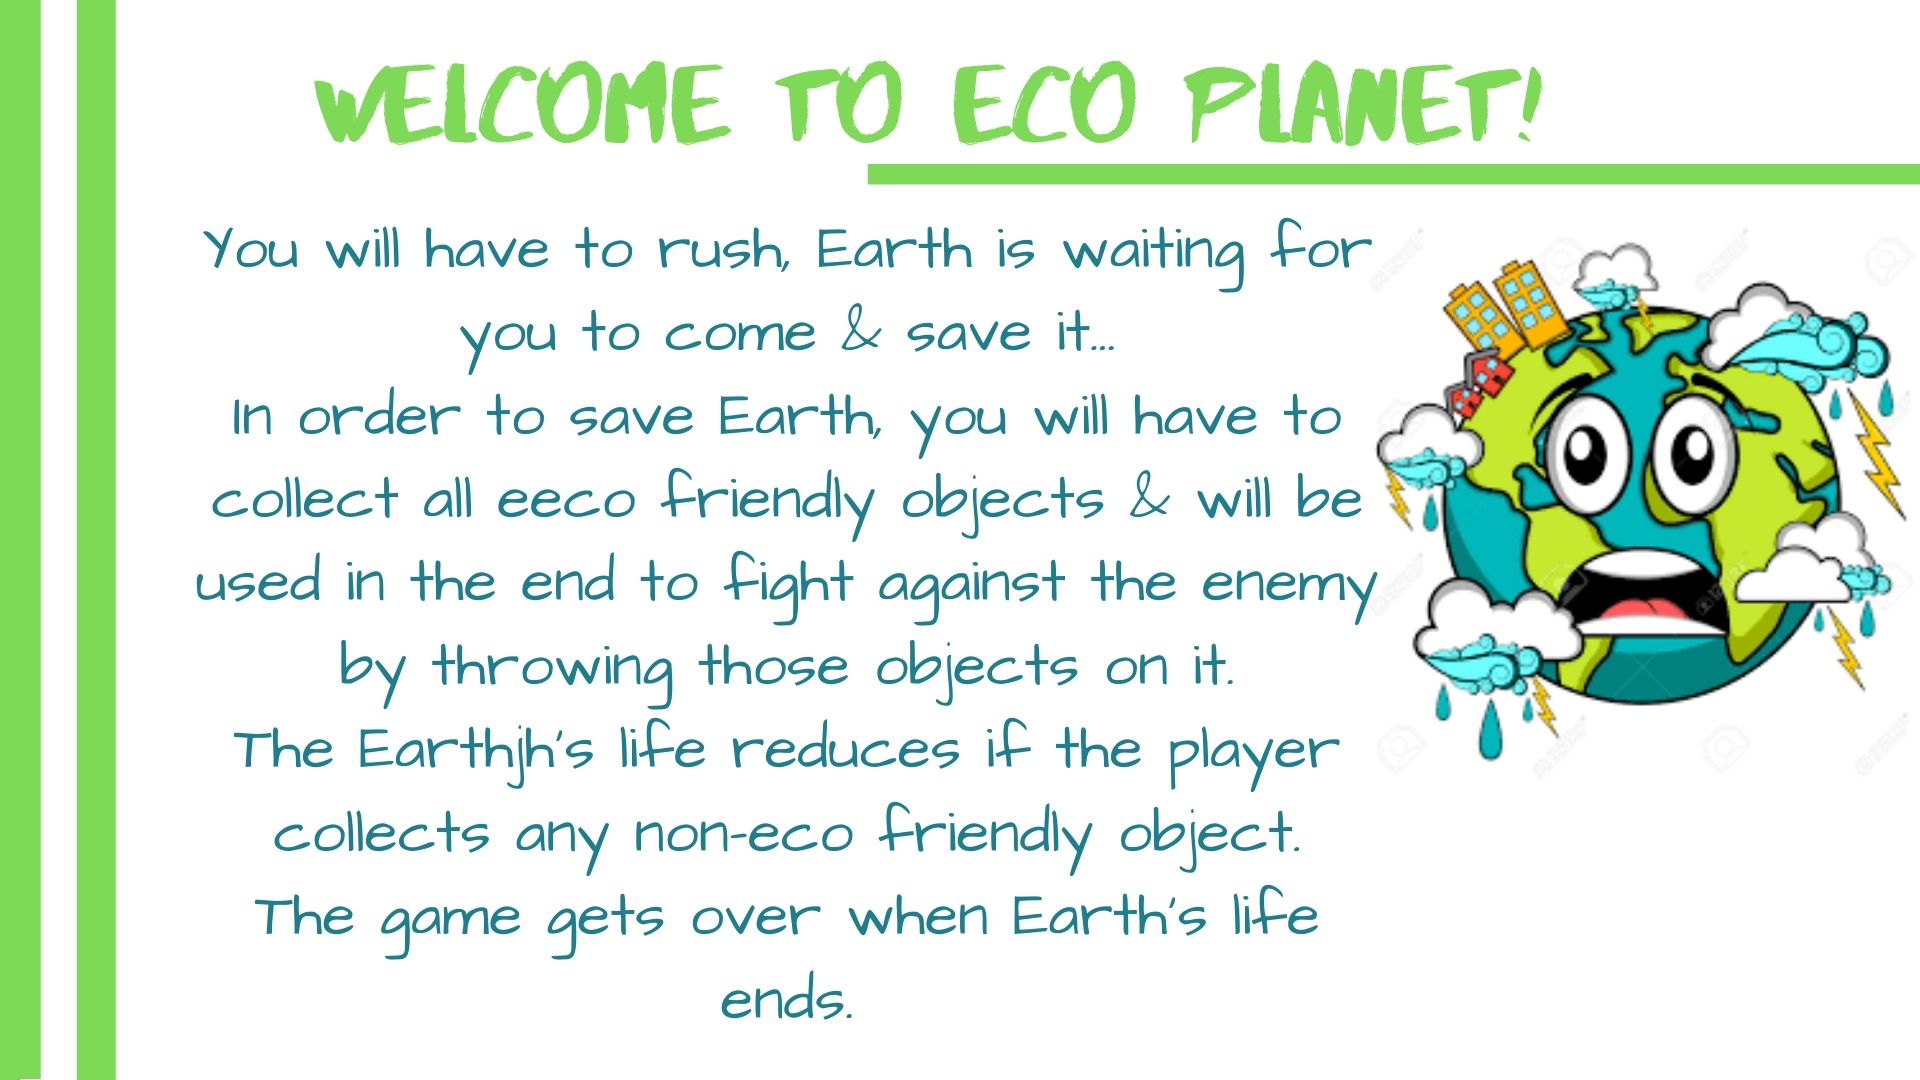 WELCOME TO ECO PLANET!
You will have to rush, Earth is waiting for
you to come & save it...
In order to save Earth, you will have to
collect all eeco friendly objects & will be
used in the end to fight against the enemy
by throwing those objects on it.
The Earthjh's life reduces if the player
collects any non-eco friendly object.
The game gets over when Earth's life
ends.